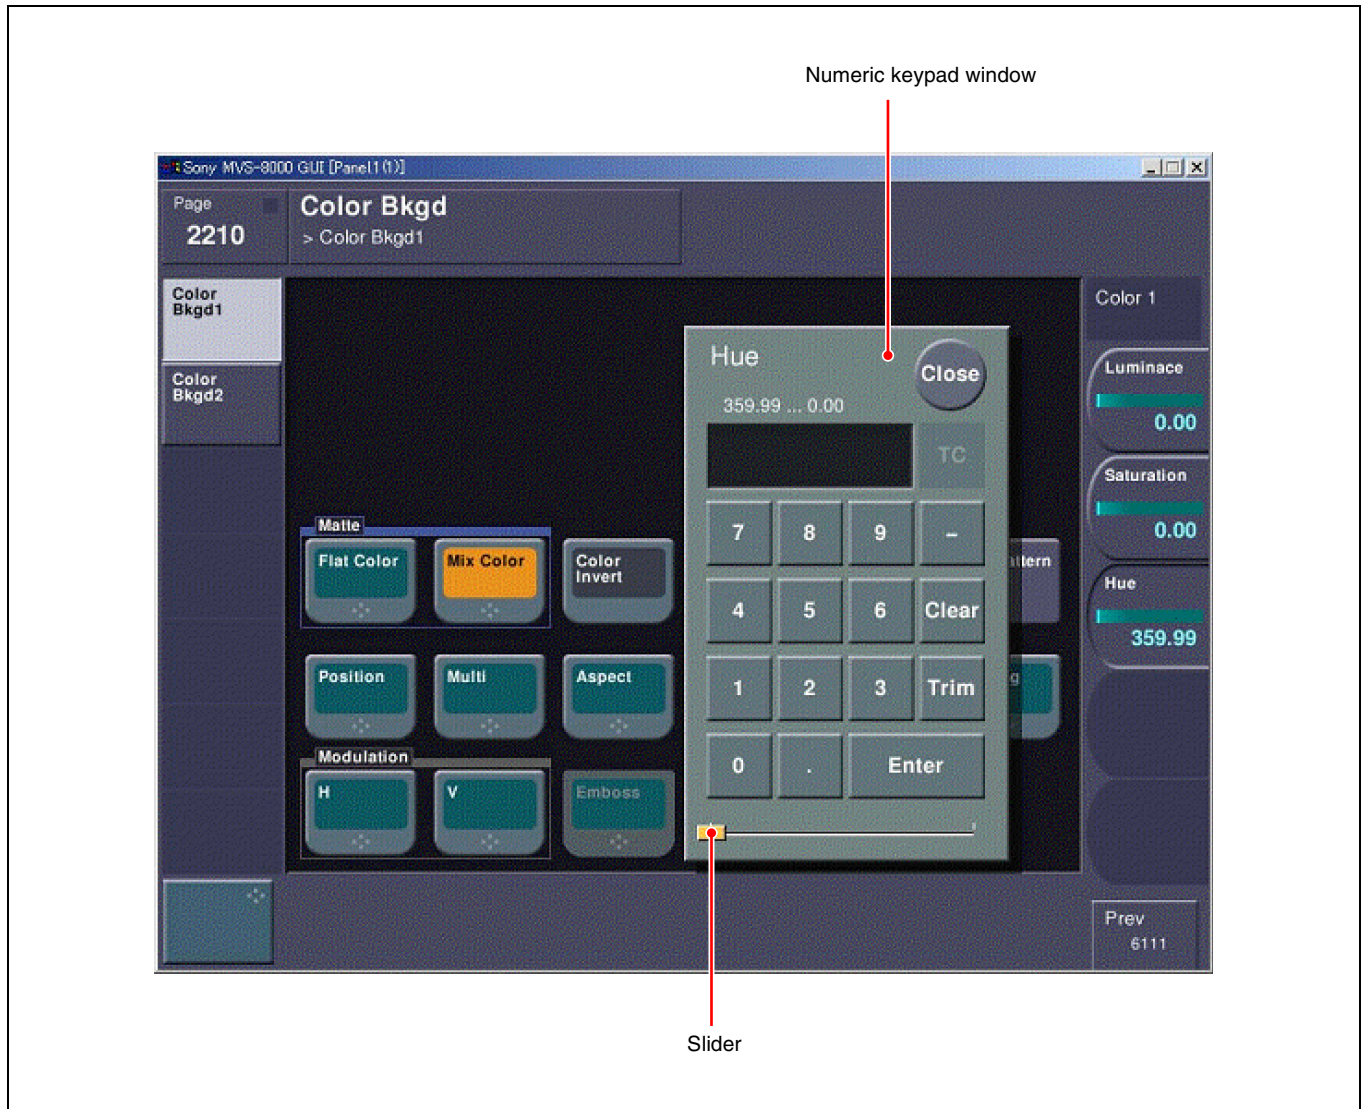 Numeric keypad window
Sony MVS-8000 GUI [Panel1(1)]
Page
2210
Color Bkgd
> Color Bkgd1
Color
Bkgd1
Color
Bkgd2
Color 1
Hue
Close
359.99 ... 0.00
TC
Luminace
0.00
Saturation
0.00
Hue
359.99
Matte
Flat Color
Mix Color
Color
Invert
ttern
7
8
9
–
4
5
6
Clear
Position
Multi
Aspect
g
1
2
3
Trim
Modulation
H
V
Emboss
0
.
Enter
Prev
6111
Slider